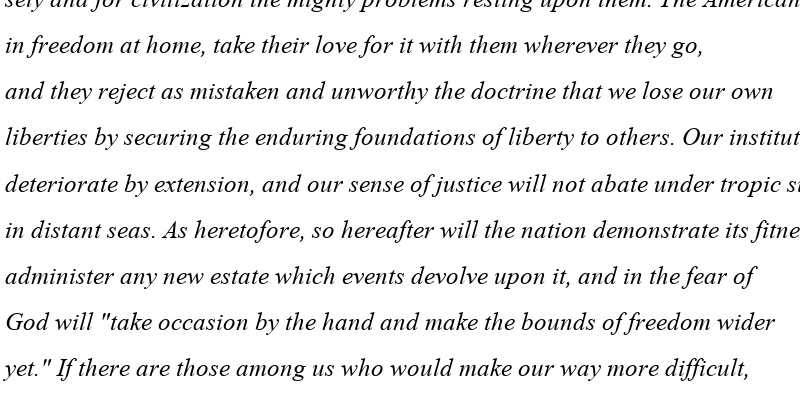 sely and for civilization the mighty problems resting upon them. The American
in freedom at home, take their love for it with them wherever they go,
and they reject as mistaken and unworthy the doctrine that we lose our own
liberties by securing the enduring foundations of liberty to others. Our institut
deteriorate by extension, and our sense of justice will not abate under tropic
in distant seas. As heretofore, so hereafter will the nation demonstrate its fitne
administer any new estate which events devolve upon it, and in the fear of
God will "take occasion by the hand and make the bounds of freedom wider
yet." If there are those among us who would make our way more difficult,